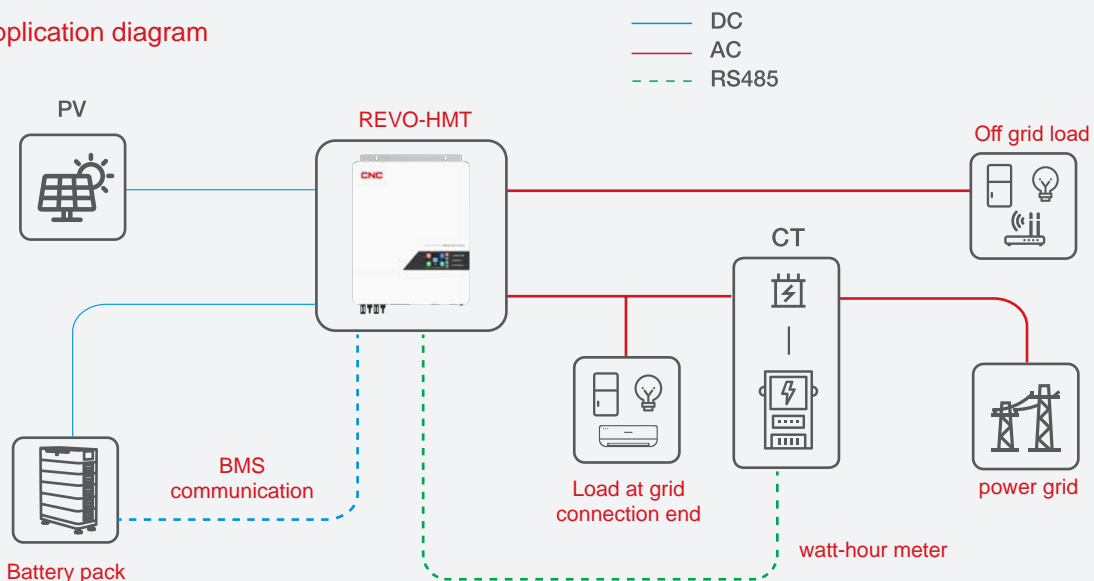 DC
AC
RS485
pplication diagram
PV
REVO-HMT
CNC
Off grid load
CT
BMS
communication
Load at grid
connection end
power grid
watt-hour meter
Battery pack